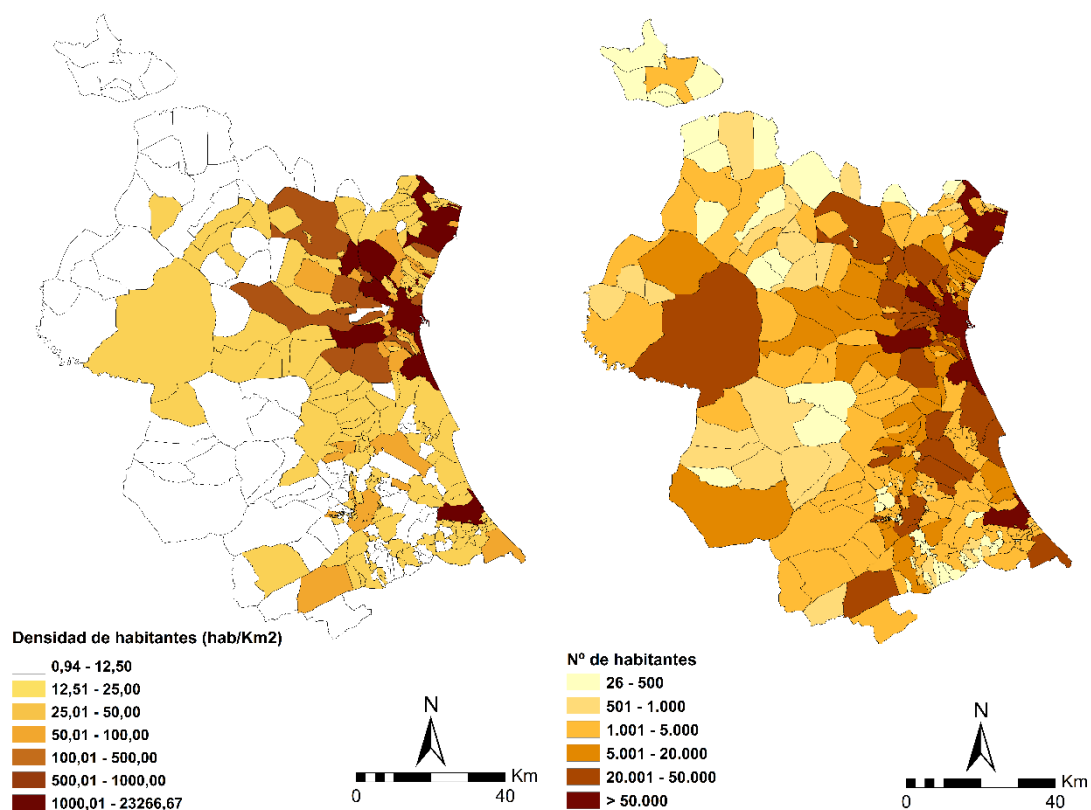 Densidad de habitantes (hab/Km2)
0,94 - 12,50
12,51 - 25,00
25,01 - 50,00
50,01 - 100,00
100,01 - 500,00
500,01 - 1000,00
1000,01 - 23266,67
N
Km
0 40
Nº de habitantes
26 - 500
501 - 1.000
1.001 - 5.000
5.001 - 20.000
20.001 - 50.000
> 50.000
N
Km
0 40